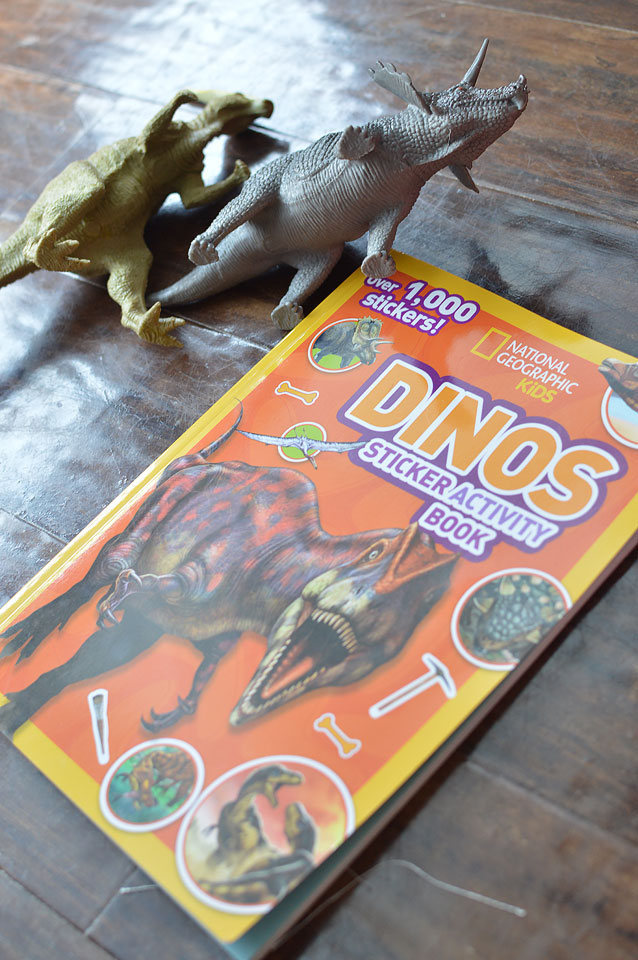 over 1,000
stickers!
NATIONAL
GEOGRAPHIC
KiDS
DINOS
STICKER ACTIVITY
BOOK